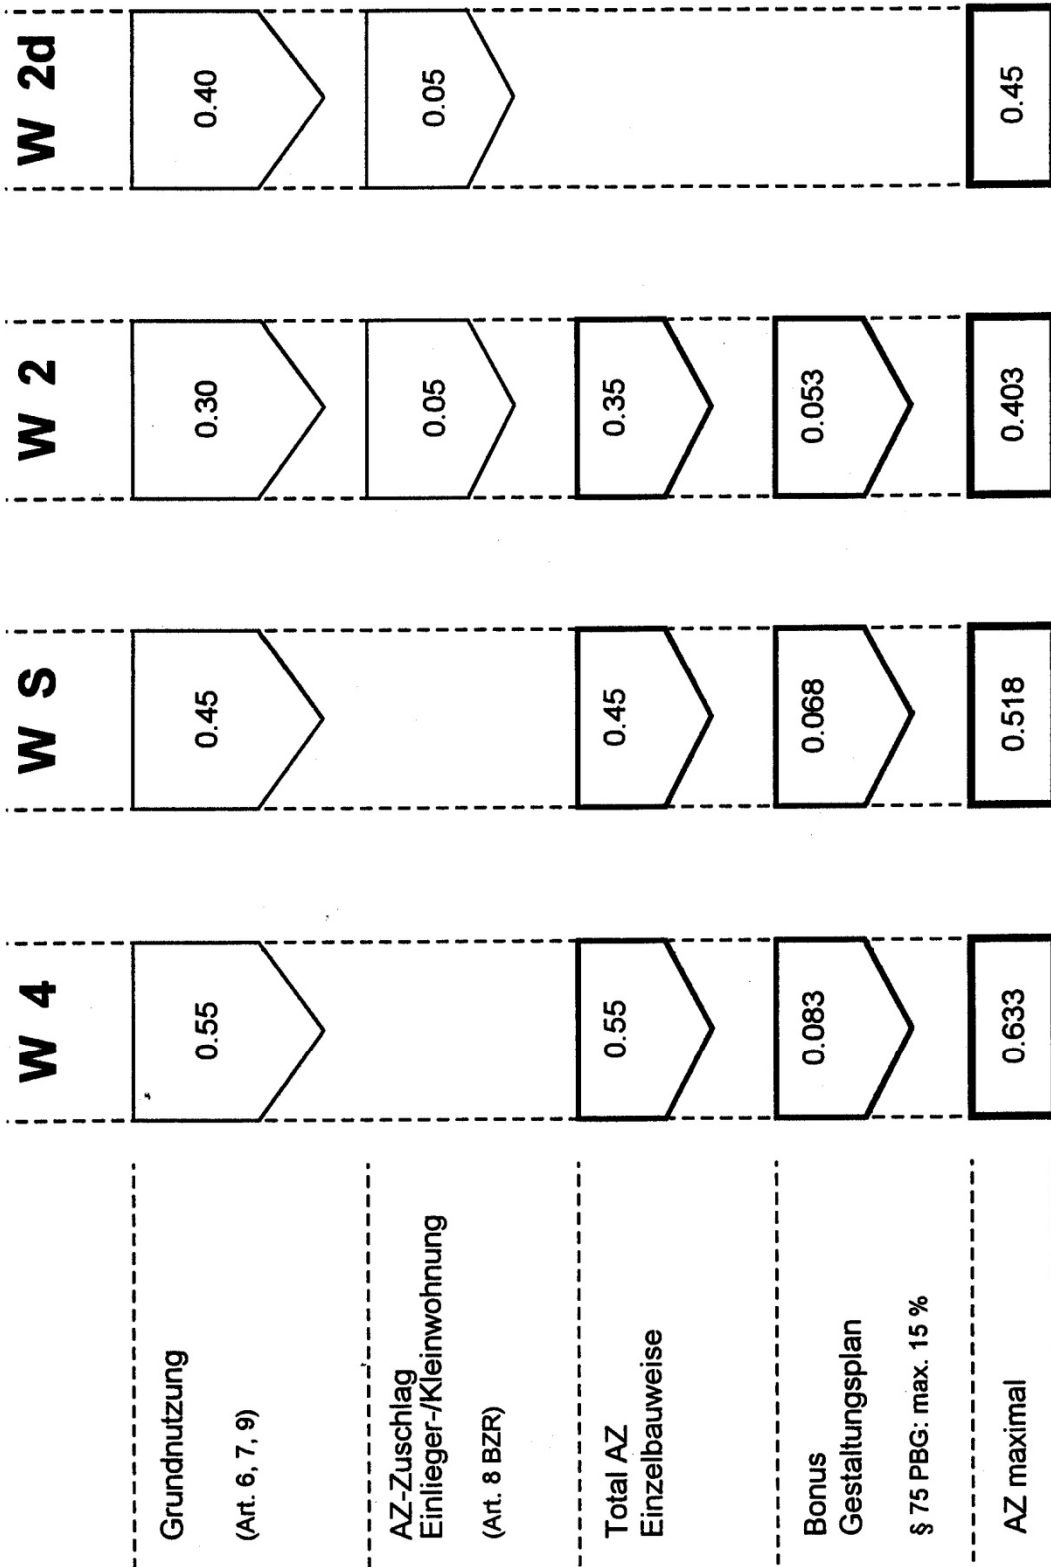 W 4
W S
W 2
W 2d
Grundnutzung
(Art. 6, 7, 9)
0.55
0.45
0.30
0.40
AZ-Zuschlag
Einlieger-/Kleinwohnung
(Art. 8 BZR)
0.05
0.05
Total AZ
Einzelbauweise
0.55
0.45
0.35
Bonus
Gestaltungsplan
§ 75 PBG: max. 15 %
0.083
0.068
0.053
AZ maximal
0.633
0.518
0.403
0.45